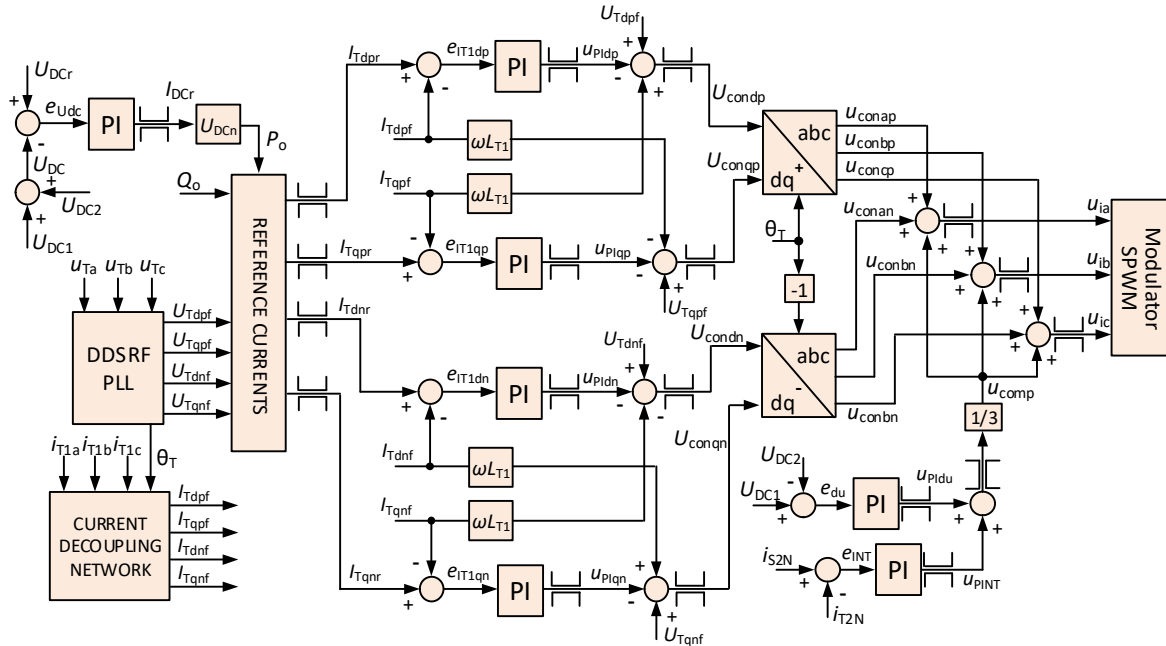 UDCr
+
eUdc
PI
IDCr
UDCn
Po
-
UDC
+
UDC2
+
UDC1
Qo
REFERENCE CURRENTS
uTa uTb uTc
DDSRF
PLL
UTdpf
UTqpf
UTdnf
UTqnf
θT
iT1a iT1b iT1c
CURRENT
DECOUPLING
NETWORK
ITdpf
ITqpf
ITdnf
ITqnf
ITdpr
+
-
eIT1dp
PI
uPIdp
UTdpf
+
-
+
Ucondp
ITdpf
ωLT1
ITqpf
ωLT1
ITqpr
-
+
eIT1qp
PI
uPIqp
-
-
+
UTqpf
Uconqp
ITdnr
+
-
eIT1dn
PI
uPIdn
UTdnf
+
-
+
Ucondn
ITdnf
ωLT1
ITqnf
ωLT1
ITqnr
-
+
eIT1qn
PI
uPIqn
-
-
+
UTqnf
Uconqn
abc
dq
+
θT
-1
abc
dq
-
uconap
uconbp
uconcp
uconan
uconbn
uconbn
+
+
+
+
+
+
+
+
+
uia
uib
uic
Modulator
SPWM
ucomp
1/3
UDC2
-
UDC1
+
edu
PI
uPIdu
+
+
iS2N
+
-
iT2N
eINT
PI
uPINT